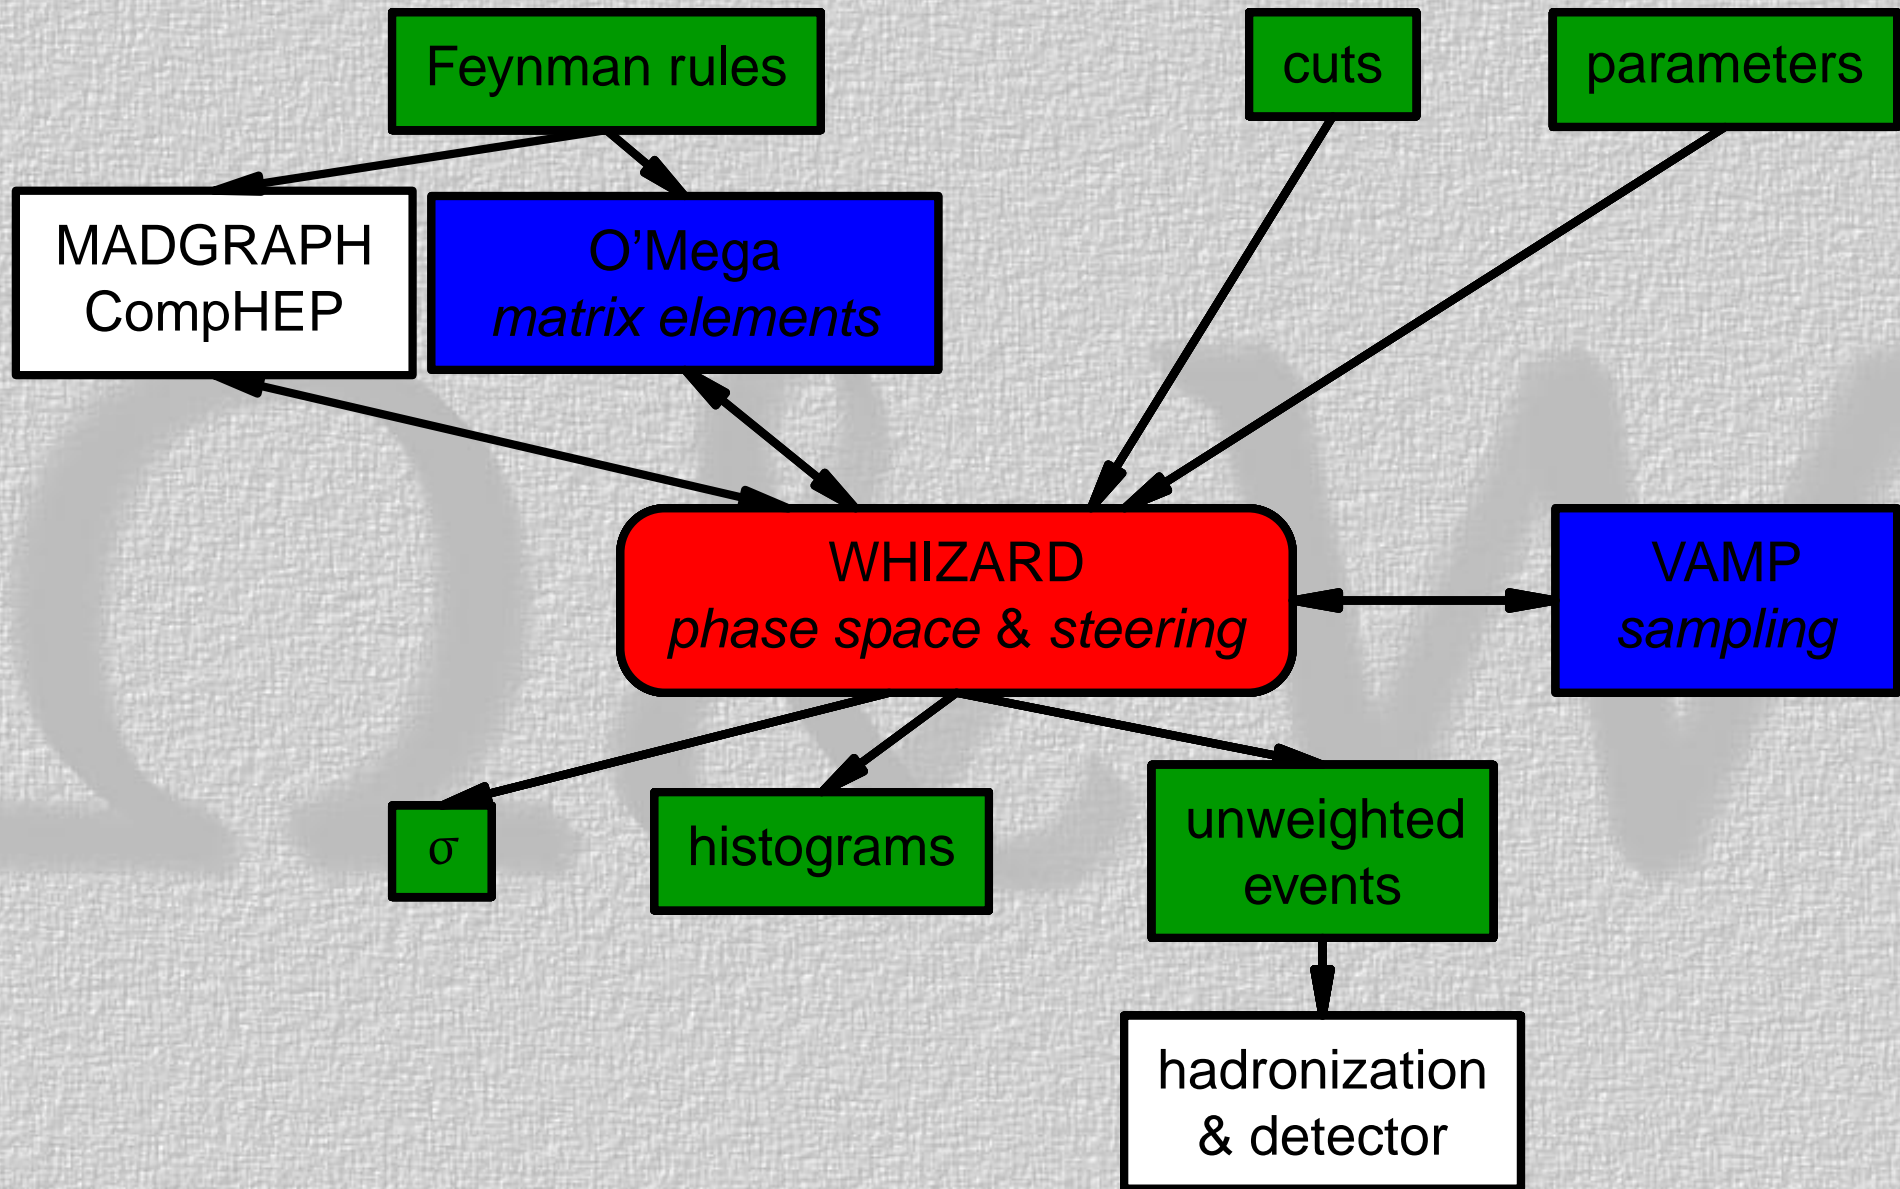 Feynman rules
cuts
parameters
MADGRAPH
CompHEP
O’Mega
matrix elements
WHIZARD
phase space & steering
VAMP
sampling
σ
histograms
unweighted
events
hadronization
& detector